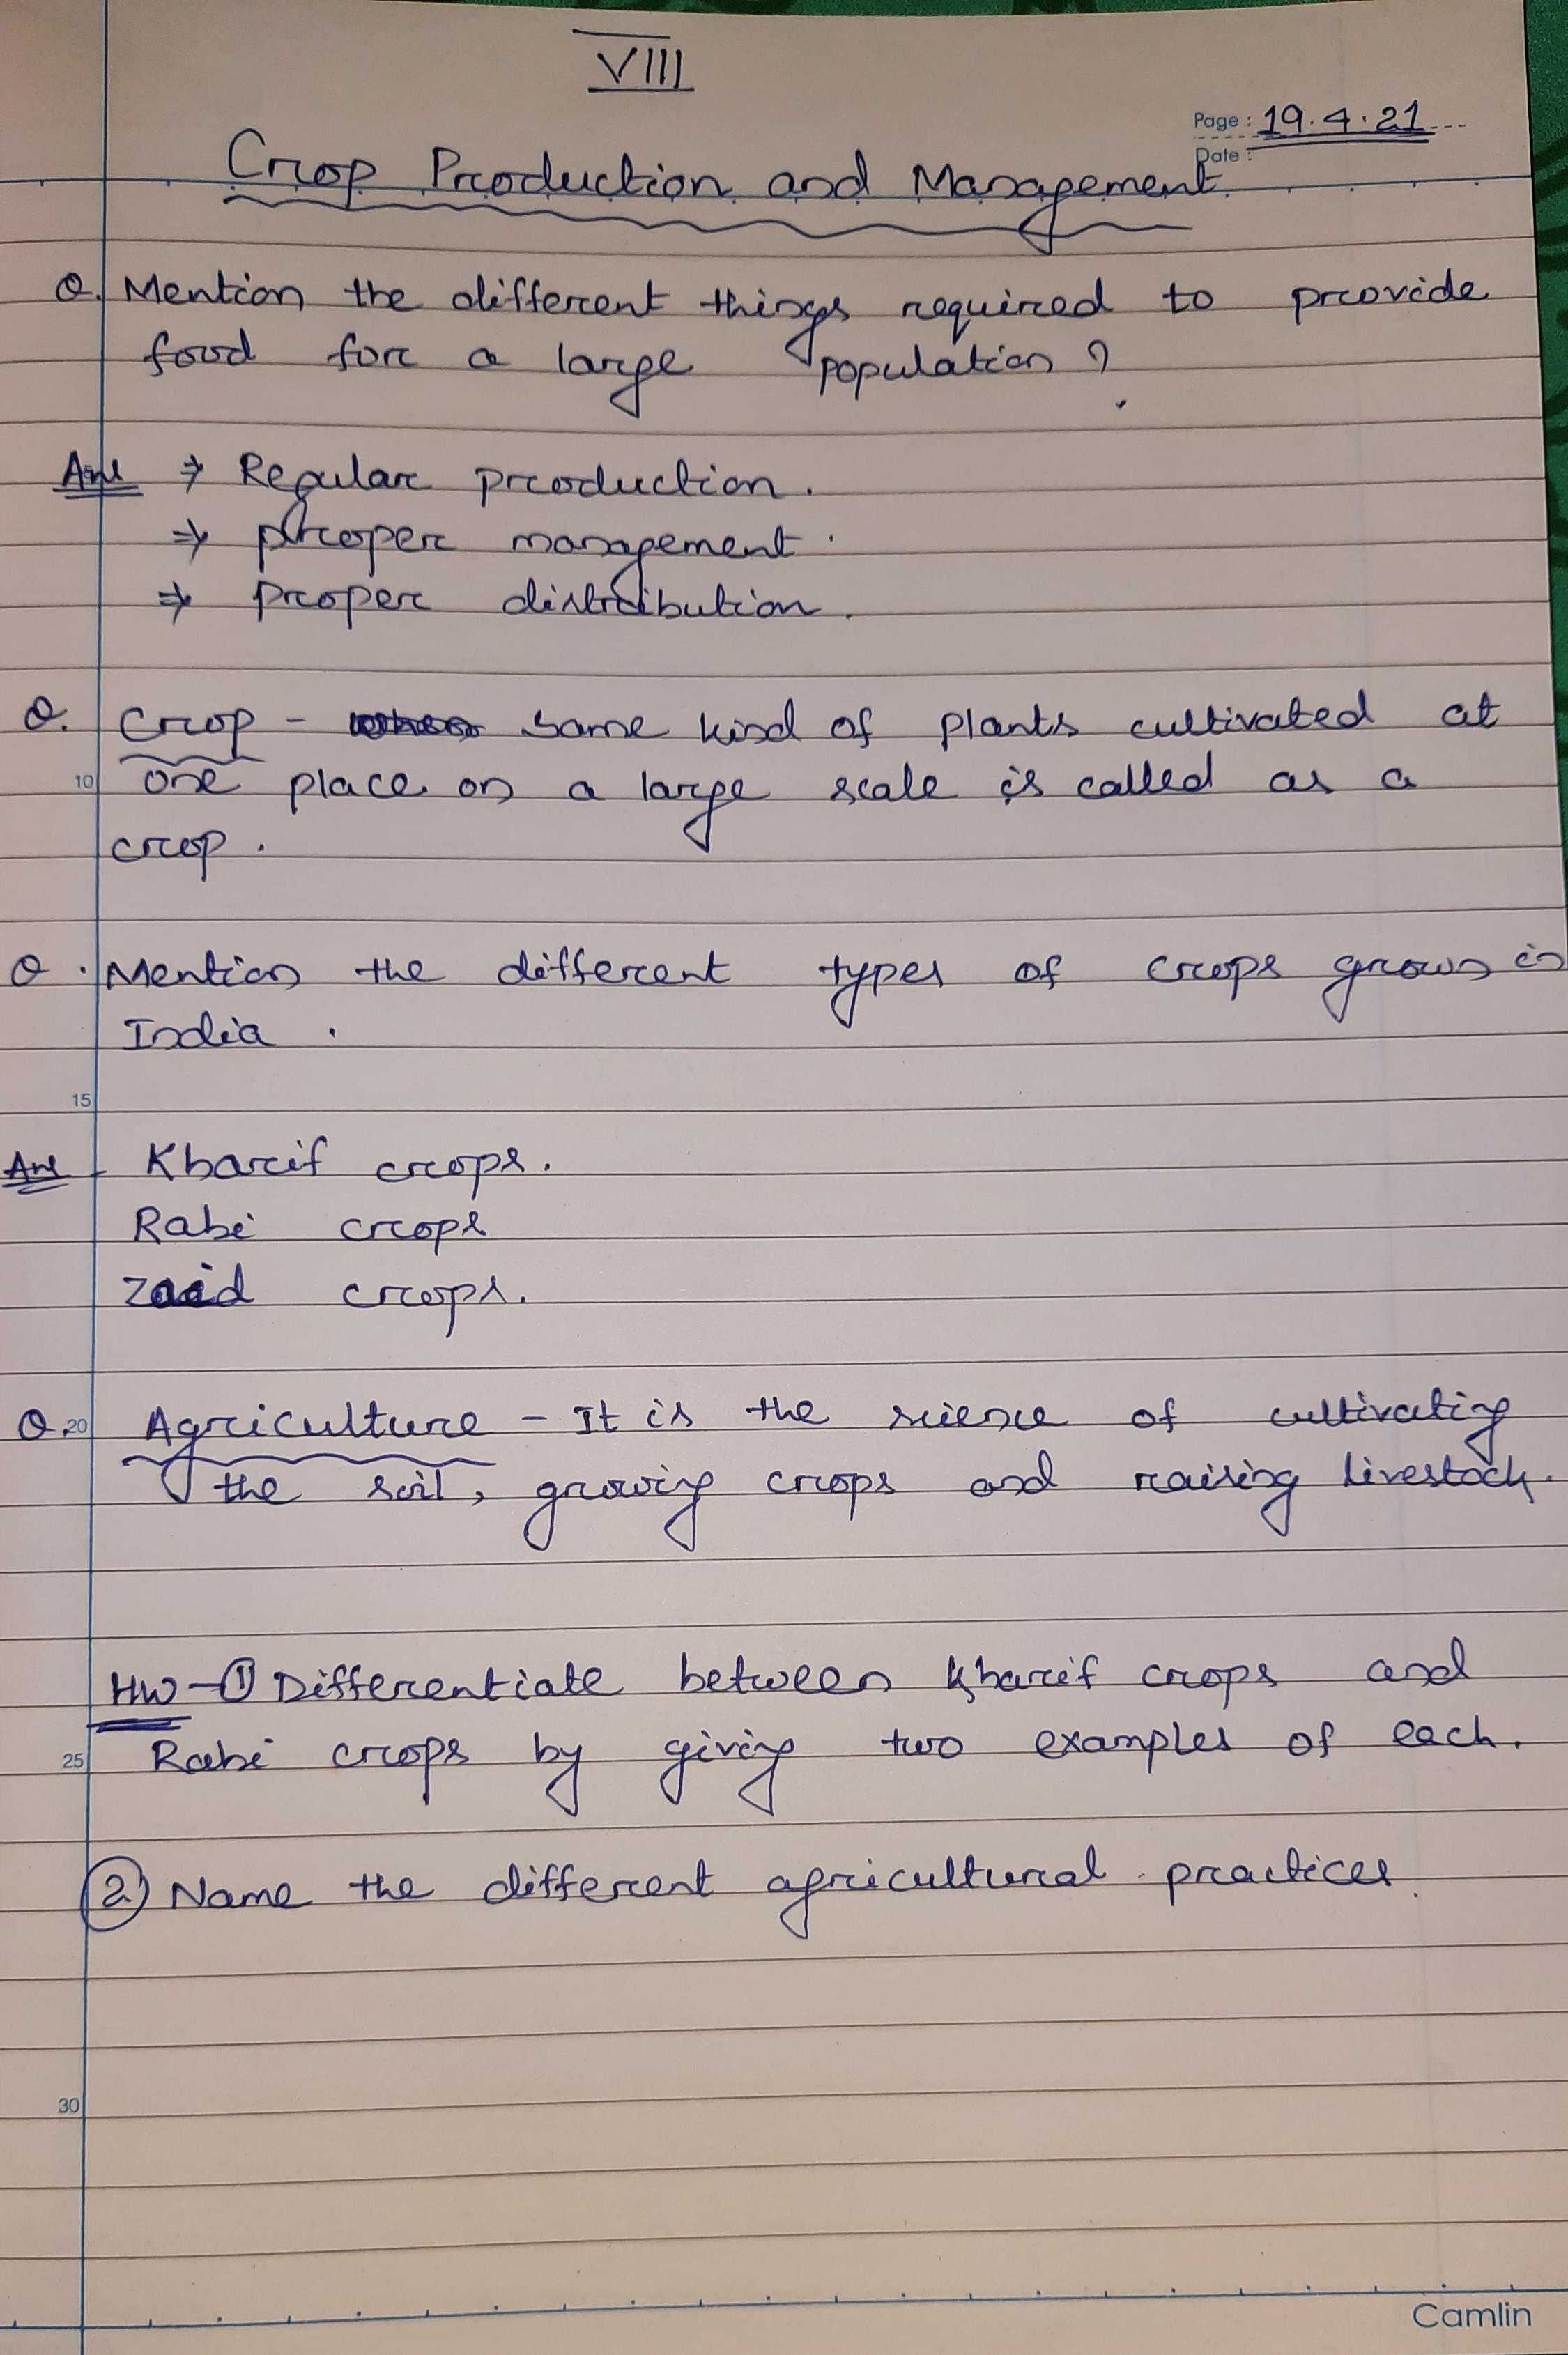 VIII
Page : 19.4.21
Date :
Crop Production and Management
Q. Mention the different things required to provide
food for a large population ?
Ans ⇒ Regular production.
⇒ proper management.
⇒ proper distribution.
Q. Crop - same kind of plants cultivated at
10 one place on a large scale is called as a
crop.
Q. Mention the different types of crops grown in
India.
15
Ans - Kharif crops.
Rabi crops
Zaid crops.
Q. 20 Agriculture - It is the science of cultivating
the soil, growing crops and raising livestock.
HW - ① Differentiate between kharif crops and
25 Rabi crops by giving two examples of each.
② Name the different agricultural practices.
30
Camlin